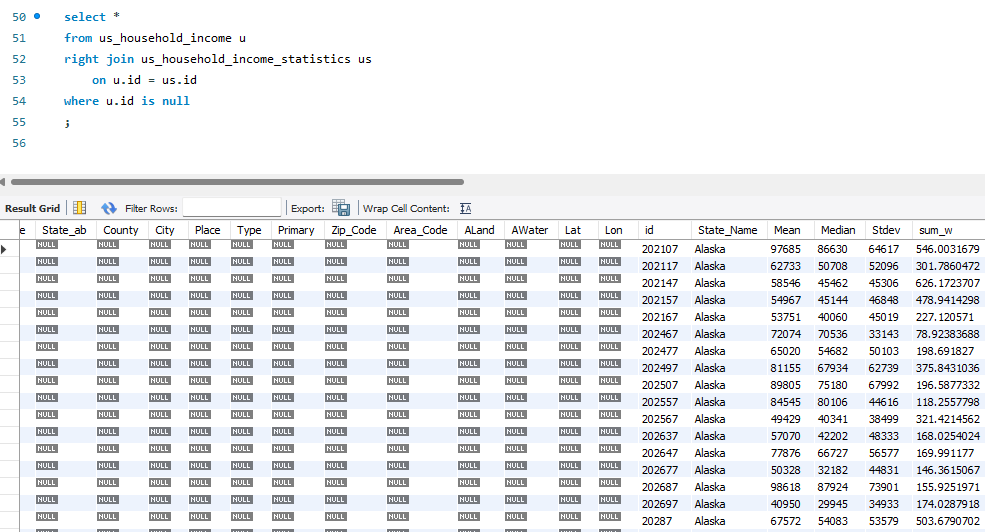 50 select *
51 from us_household_income u
52 right join us_household_income_statistics us
53 on u.id = us.id
54 where u.id is null
55 ;
56
Result Grid Filter Rows: Export: Wrap Cell Content: IA
e State_ab County City Place Type Primary Zip_Code Area_Code ALand AWater Lat Lon id State_Name Mean Median Stdev sum_w
NULL NULL NULL NULL NULL NULL NULL NULL NULL NULL NULL NULL 202107 Alaska 97685 86630 64617 546.0031679
NULL NULL NULL NULL NULL NULL NULL NULL NULL NULL NULL NULL 202117 Alaska 62733 50708 52096 301.7860472
NULL NULL NULL NULL NULL NULL NULL NULL NULL NULL NULL NULL 202147 Alaska 58546 45462 45306 626.1723707
NULL NULL NULL NULL NULL NULL NULL NULL NULL NULL NULL NULL 202157 Alaska 54967 45144 46848 478.9414298
NULL NULL NULL NULL NULL NULL NULL NULL NULL NULL NULL NULL 202167 Alaska 53751 40060 45019 227.120571
NULL NULL NULL NULL NULL NULL NULL NULL NULL NULL NULL NULL 202467 Alaska 72074 70536 33143 78.92383688
NULL NULL NULL NULL NULL NULL NULL NULL NULL NULL NULL NULL 202477 Alaska 65020 54682 50103 198.691827
NULL NULL NULL NULL NULL NULL NULL NULL NULL NULL NULL NULL 202497 Alaska 81155 67934 62739 375.8431036
NULL NULL NULL NULL NULL NULL NULL NULL NULL NULL NULL NULL 202507 Alaska 89805 75180 67992 196.5877332
NULL NULL NULL NULL NULL NULL NULL NULL NULL NULL NULL NULL 202557 Alaska 84545 80106 44616 118.2557798
NULL NULL NULL NULL NULL NULL NULL NULL NULL NULL NULL NULL 202567 Alaska 49429 40341 38499 321.4214562
NULL NULL NULL NULL NULL NULL NULL NULL NULL NULL NULL NULL 202637 Alaska 57070 42202 48333 168.0254024
NULL NULL NULL NULL NULL NULL NULL NULL NULL NULL NULL NULL 202647 Alaska 77876 66727 56577 169.991177
NULL NULL NULL NULL NULL NULL NULL NULL NULL NULL NULL NULL 202677 Alaska 50328 32182 44831 146.3615067
NULL NULL NULL NULL NULL NULL NULL NULL NULL NULL NULL NULL 202687 Alaska 98618 87924 73901 155.9251971
NULL NULL NULL NULL NULL NULL NULL NULL NULL NULL NULL NULL 202697 Alaska 40950 29945 34933 174.0287918
NULL NULL NULL NULL NULL NULL NULL NULL NULL NULL NULL NULL 20287 Alaska 67572 54083 53579 503.6790702